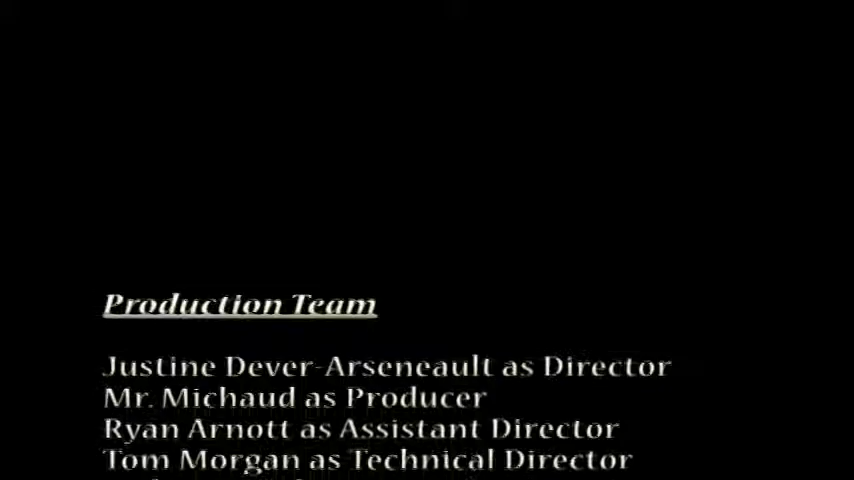 Production Team
Justine Dever-Arseneault as Director
Mr. Michaud as Producer
Ryan Arnott as Assistant Director
Tom Morgan as Technical Director